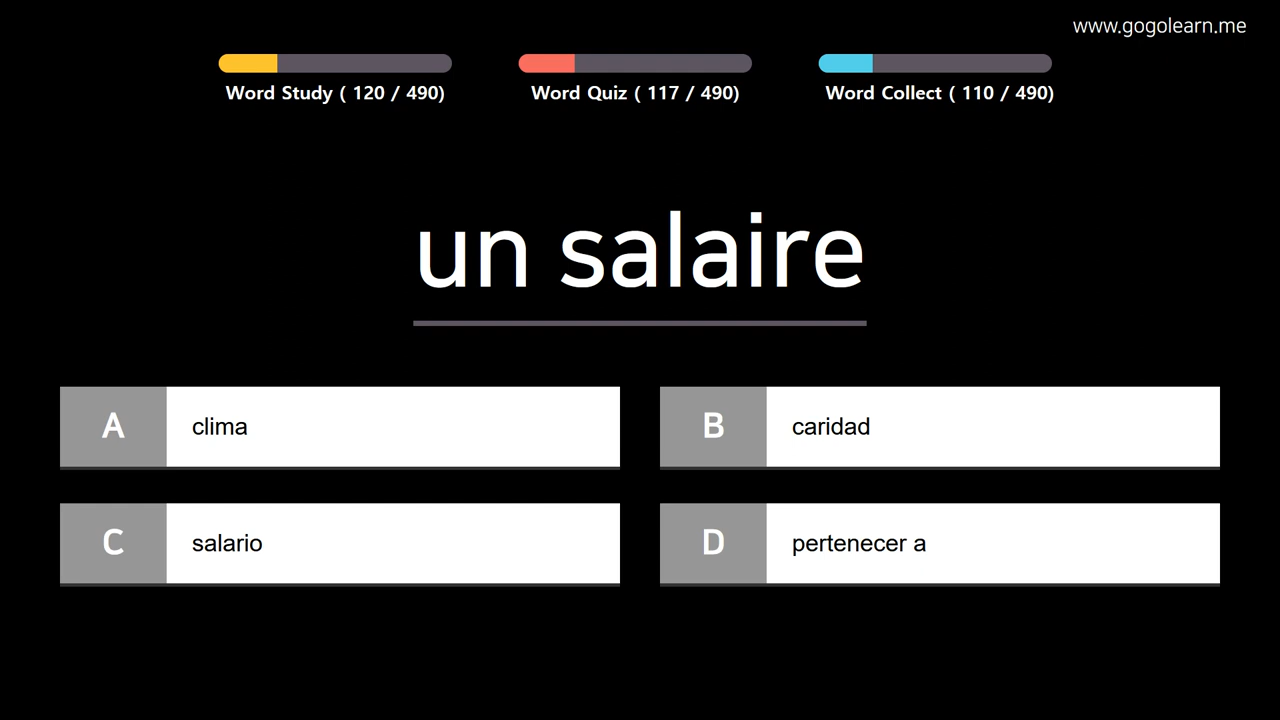 www.gogolearn.me
Word Study ( 120 / 490)
Word Quiz ( 117 / 490)
Word Collect ( 110 / 490)
un salaire
A clima
B caridad
C salario
D pertenecer a